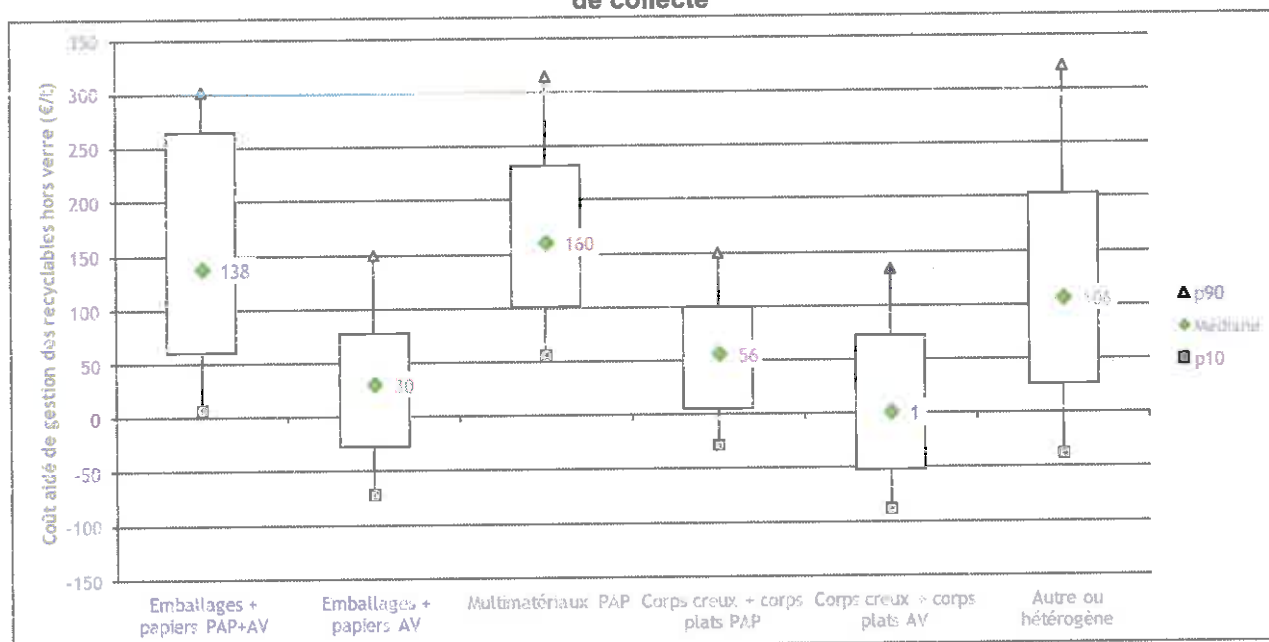 de collecte
Coût aidé de gestion des recyclables hors verre (€/t)
350
300
250
200
150
100
50
0
-50
-100
-150
138
30
160
56
1
106
p90
Médiane
p10
Emballages +
papiers PAP+AV
Emballages +
papiers AV
Multimatériaux PAP
Corps creux + corps
plats PAP
Corps creux + corps
plats AV
Autre ou
hétérogène